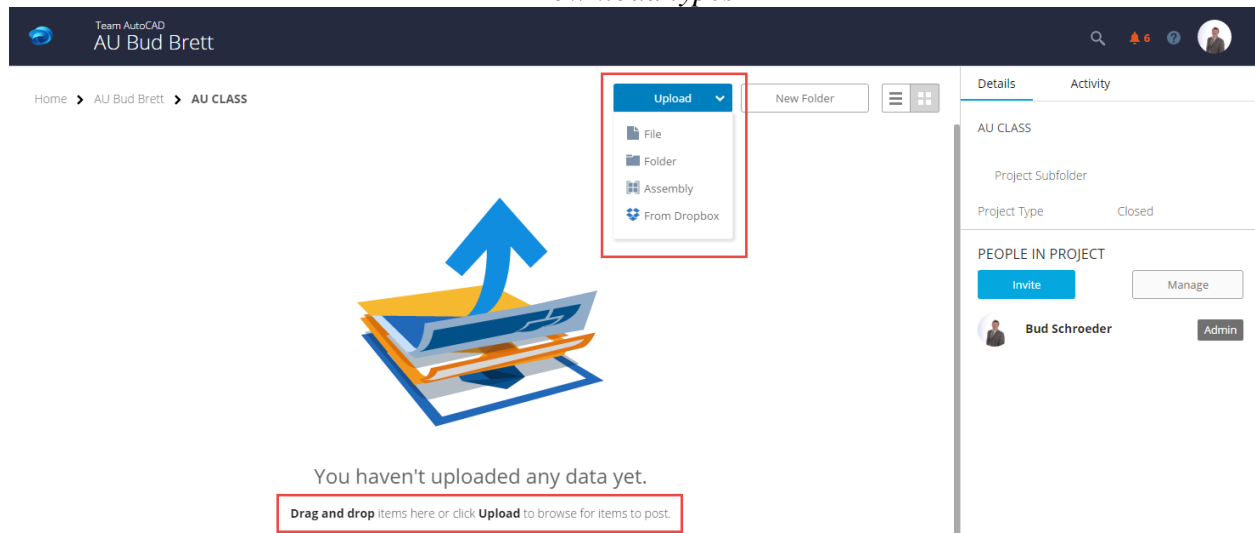 Team AutoCAD
AU Bud Brett
6
Home > AU Bud Brett > AU CLASS
Upload
New Folder
File
Folder
Assembly
From Dropbox
You haven't uploaded any data yet.
Drag and drop items here or click Upload to browse for items to post.
Details Activity
AU CLASS
Project Subfolder
Project Type Closed
PEOPLE IN PROJECT
Invite Manage
Bud Schroeder Admin